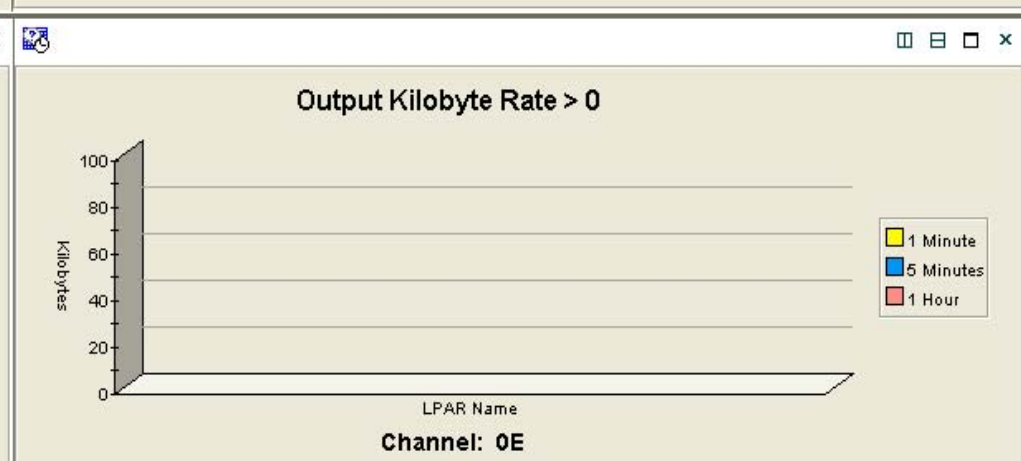 Output Kilobyte Rate > 0
100
80
60
40
20
0
Kilobytes
LPAR Name
Channel: 0E
1 Minute
5 Minutes
1 Hour